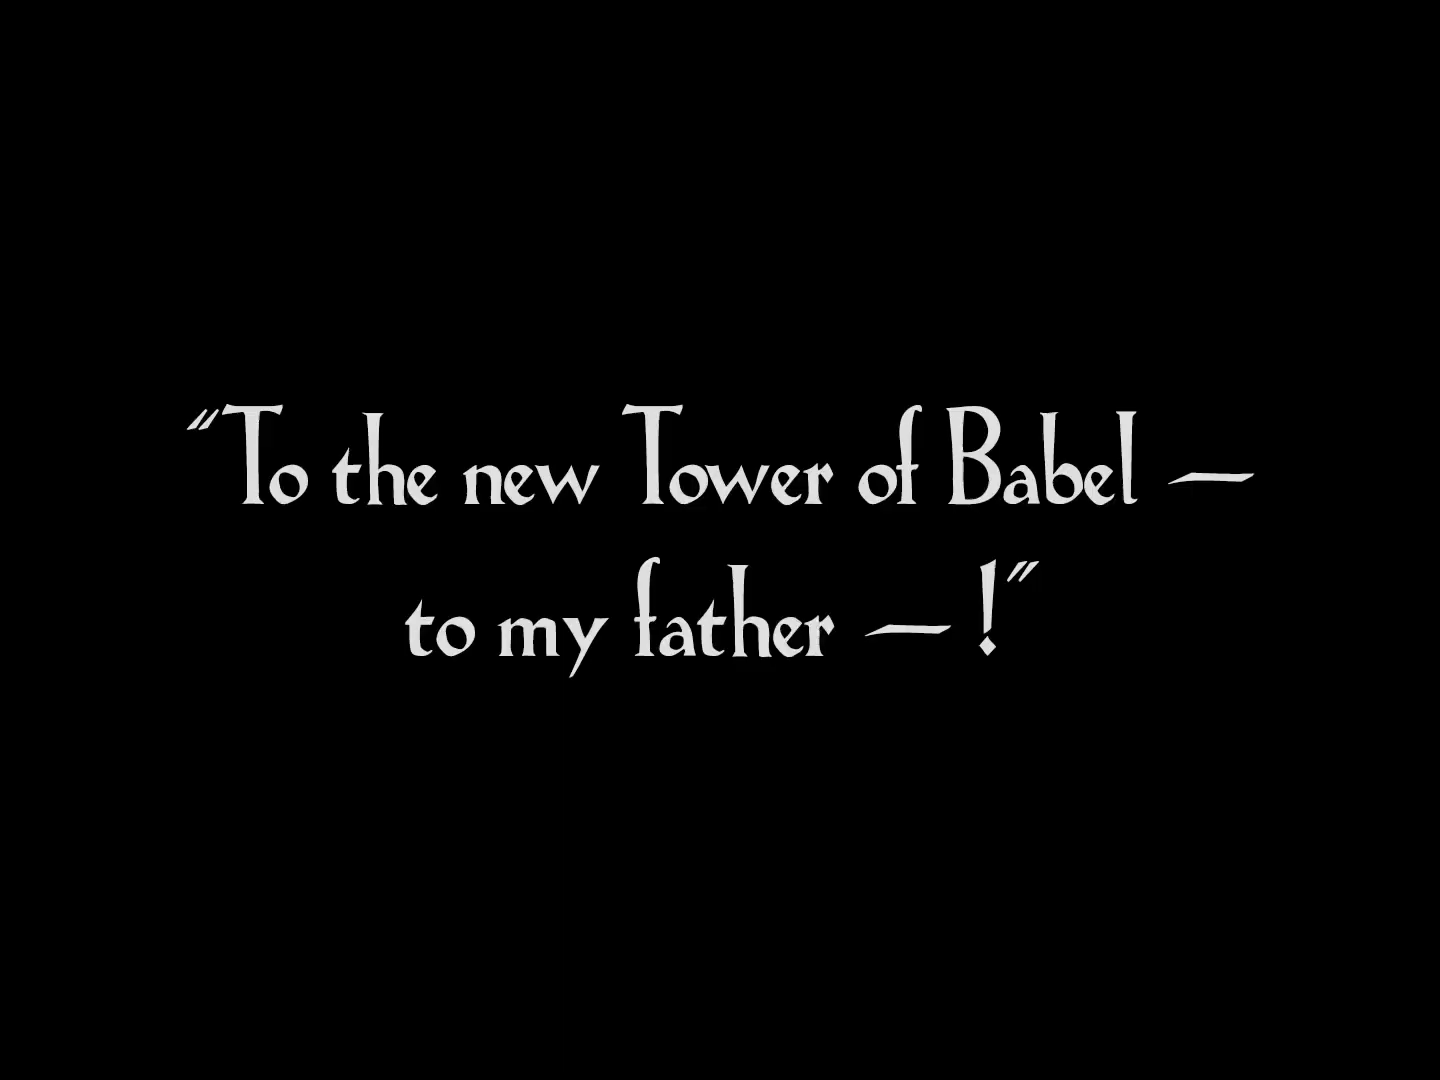 “To the new Tower of Babel —
to my father — !”